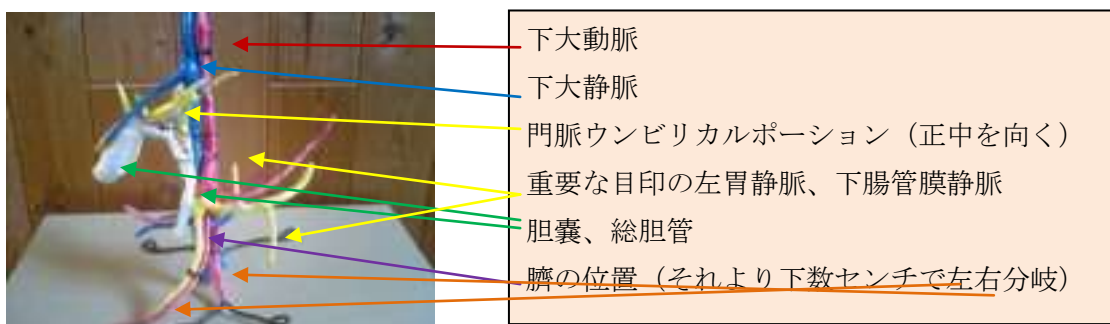 下大動脈
下大静脈
門脈ウンビリカルポーション（正中を向く）
重要な目印の左胃静脈、下腸管膜静脈
胆嚢、総胆管
臍の位置（それより下数センチで左右分岐）